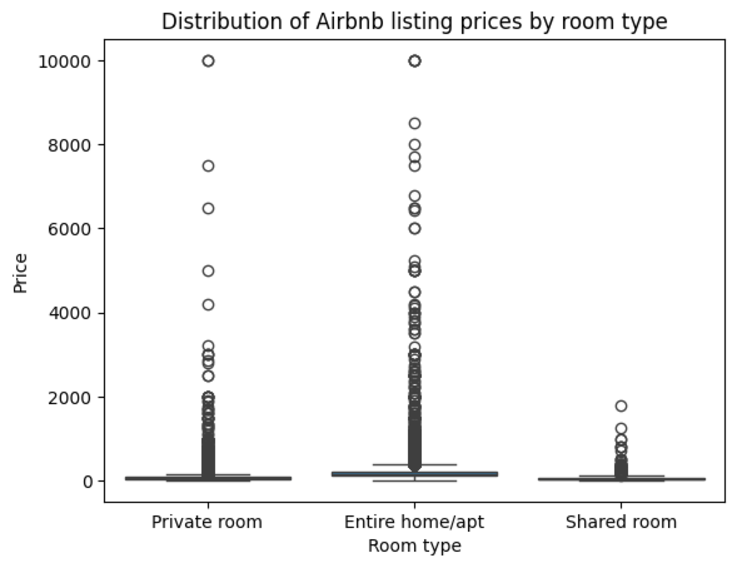 Distribution of Airbnb listing prices by room type
10000
8000
6000
4000
2000
0
Price
Private room
Entire home/apt
Shared room
Room type